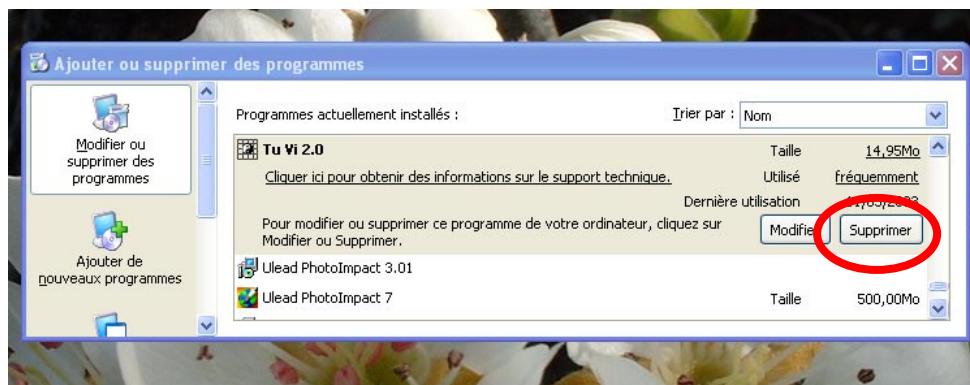 Ajouter ou supprimer des programmes
Modifier ou
supprimer des
programmes
Ajouter de
nouveaux programmes
Programmes actuellement installés :
Trier par : Nom
Tu Vi 2.0
Taille 14,95Mo
Cliquer ici pour obtenir des informations sur le support technique.
Utilisé fréquemment
Dernière utilisation
Pour modifier ou supprimer ce programme de votre ordinateur, cliquez sur
Modifier ou Supprimer.
Modifier Supprimer
Ulead PhotoImpact 3.01
Ulead PhotoImpact 7
Taille 500,00Mo